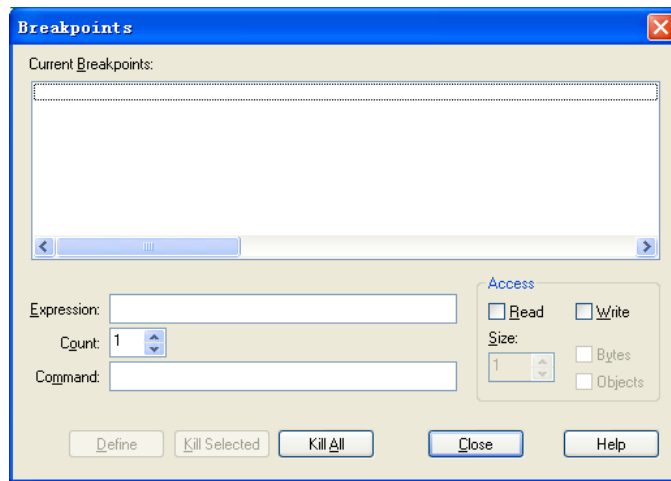 Breakpoints
Current Breakpoints:
Access
Expression:
Read
Write
Count: 1
Size:
1
Bytes
Command:
Objects
Define
Kill Selected
Kill All
Close
Help